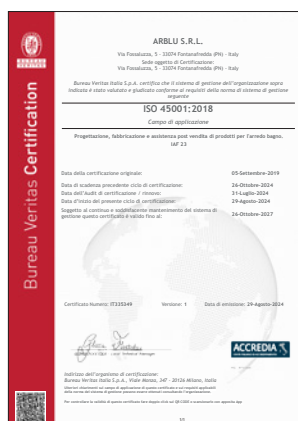 ARBLU S.R.L.
Via Fossaluzza, 5 - 33074 Fontanafredda (PN) - Italy
Sede oggetto di Certificazione:
Via Fossaluzza, 5 - 33074 Fontanafredda (PN) - Italy
Bureau Veritas Italia S.p.A. certifica che il sistema di gestione dell'organizzazione sopra
indicata è stato valutato e giudicato conforme ai requisiti della norma di sistema di gestione
seguente
ISO 45001:2018
Campo di applicazione
Progettazione, fabbricazione e assistenza post vendita di prodotti per l'arredo bagno.
IAF 23
Data della certificazione originale: 05-Settembre-2019
Data di scadenza precedente ciclo di certificazione: 26-Ottobre-2024
Data dell'Audit di certificazione / rinnovo: 31-Luglio-2024
Data d'inizio del presente ciclo di certificazione: 29-Agosto-2024
Soggetto al continuo e soddisfacente mantenimento del sistema di
gestione questo certificato è valido fino al: 26-Ottobre-2027
Certificato Numero: IT335349 Versione: 1 Data di emissione: 29-Agosto-2024
ACCREDIA
Indirizzo dell'organismo di certificazione:
Bureau Veritas Italia S.p.A., Viale Monza, 347 - 20126 Milano, Italia
Bureau Veritas Certification
1/1